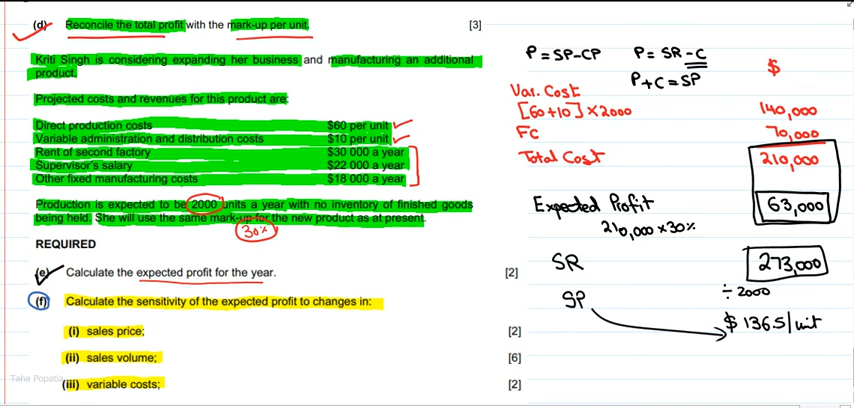 (d) Reconcile the total profit with the mark-up per unit. [3]
Kriti Singh is considering expanding her business and manufacturing an additional
product.
Projected costs and revenues for this product are:
Direct production costs $60 per unit
Variable administration and distribution costs $10 per unit
Rent of second factory $30 000 a year
Supervisor's salary $22 000 a year
Other fixed manufacturing costs $18 000 a year
Production is expected to be 2000 units a year with no inventory of finished goods
being held. She will use the same mark-up for the new product as at present.
30%
REQUIRED
(e) Calculate the expected profit for the year. [2]
(f) Calculate the sensitivity of the expected profit to changes in:
(i) sales price; [2]
(ii) sales volume; [6]
(iii) variable costs; [2]
Taha Popatia
P = SP - CP P = SR - C
P + C = SP
$
Var. Cost
[60+10] × 2000 140,000
FC 70,000
Total Cost 210,000
Expected Profit 63,000
210,000 × 30%
SR 273,000
÷ 2000
SP $ 136.5/unit